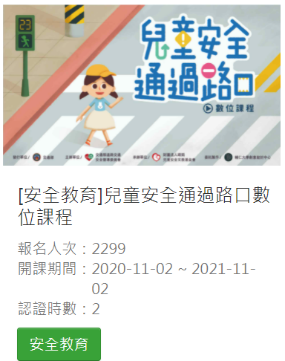 兒童安全
通過路口
數位課程
[安全教育]兒童安全通過路口數
位課程
報名人次：2299
開課期間：2020-11-02 ~ 2021-11-
02
認證時數：2
安全教育